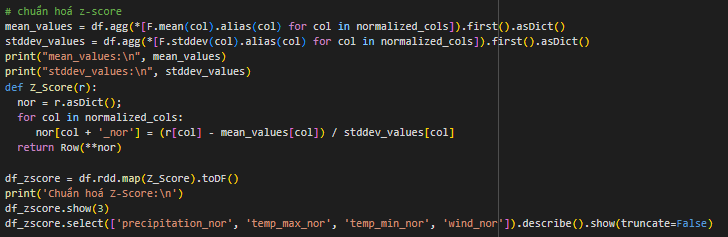 # chuẩn hoá z-score
mean_values = df.agg(*[F.mean(col).alias(col) for col in normalized_cols]).first().asDict()
stddev_values = df.agg(*[F.stddev(col).alias(col) for col in normalized_cols]).first().asDict()
print("mean_values:\n", mean_values)
print("stddev_values:\n", stddev_values)
def Z_Score(r):
  nor = r.asDict();
  for col in normalized_cols:
    nor[col + '_nor'] = (r[col] - mean_values[col]) / stddev_values[col]
  return Row(**nor)

df_zscore = df.rdd.map(Z_Score).toDF()
print('Chuẩn hoá Z-Score:\n')
df_zscore.show(3)
df_zscore.select(['precipitation_nor', 'temp_max_nor', 'temp_min_nor', 'wind_nor']).describe().show(truncate=False)